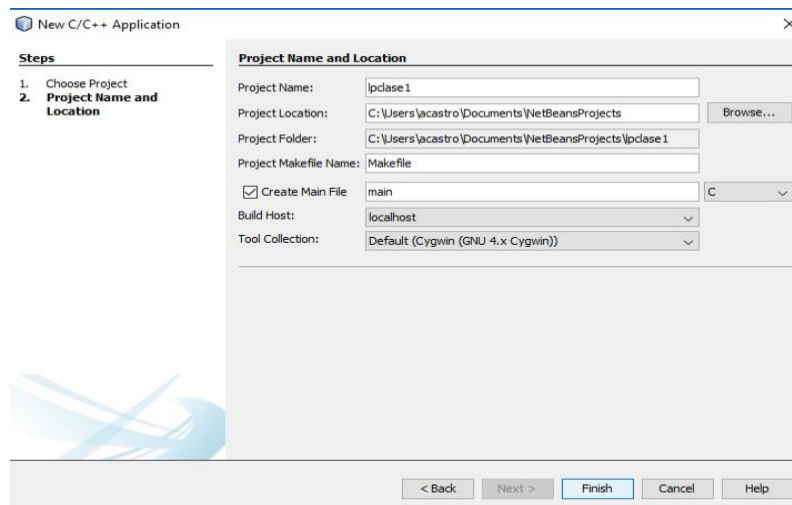 New C/C++ Application
Steps
1. Choose Project
2. Project Name and
Location
Project Name and Location
Project Name: lpclase1
Project Location: C:\Users\acastro\Documents\NetBeansProjects Browse...
Project Folder: C:\Users\acastro\Documents\NetBeansProjects\lpclase1
Project Makefile Name: Makefile
Create Main File main C
Build Host: localhost
Tool Collection: Default (Cygwin (GNU 4.x Cygwin))
< Back Next > Finish Cancel Help